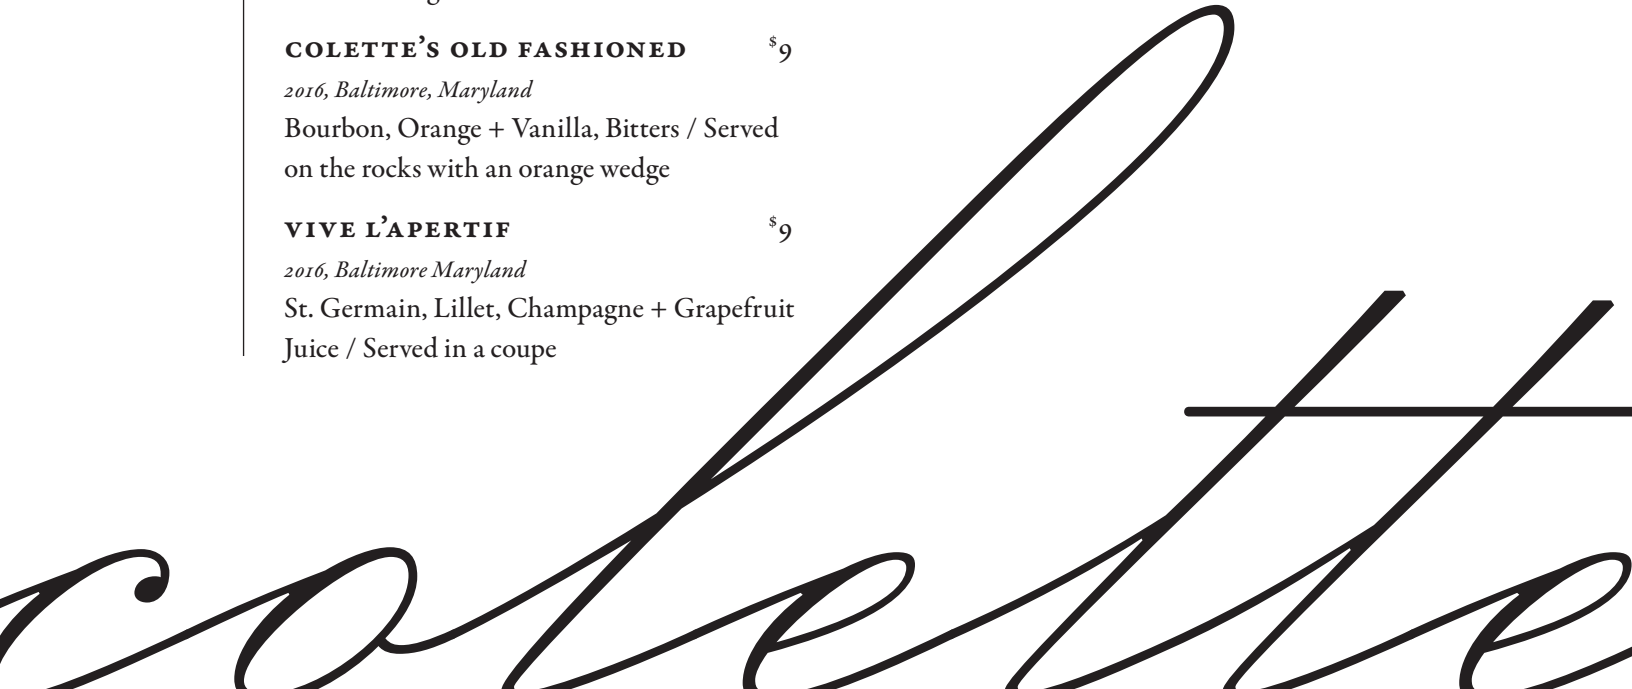 COLETTE’S OLD FASHIONED $9
2016, Baltimore, Maryland
Bourbon, Orange + Vanilla, Bitters / Served
on the rocks with an orange wedge
VIVE L’APERTIF $9
2016, Baltimore Maryland
St. Germain, Lillet, Champagne + Grapefruit
Juice / Served in a coupe
colette